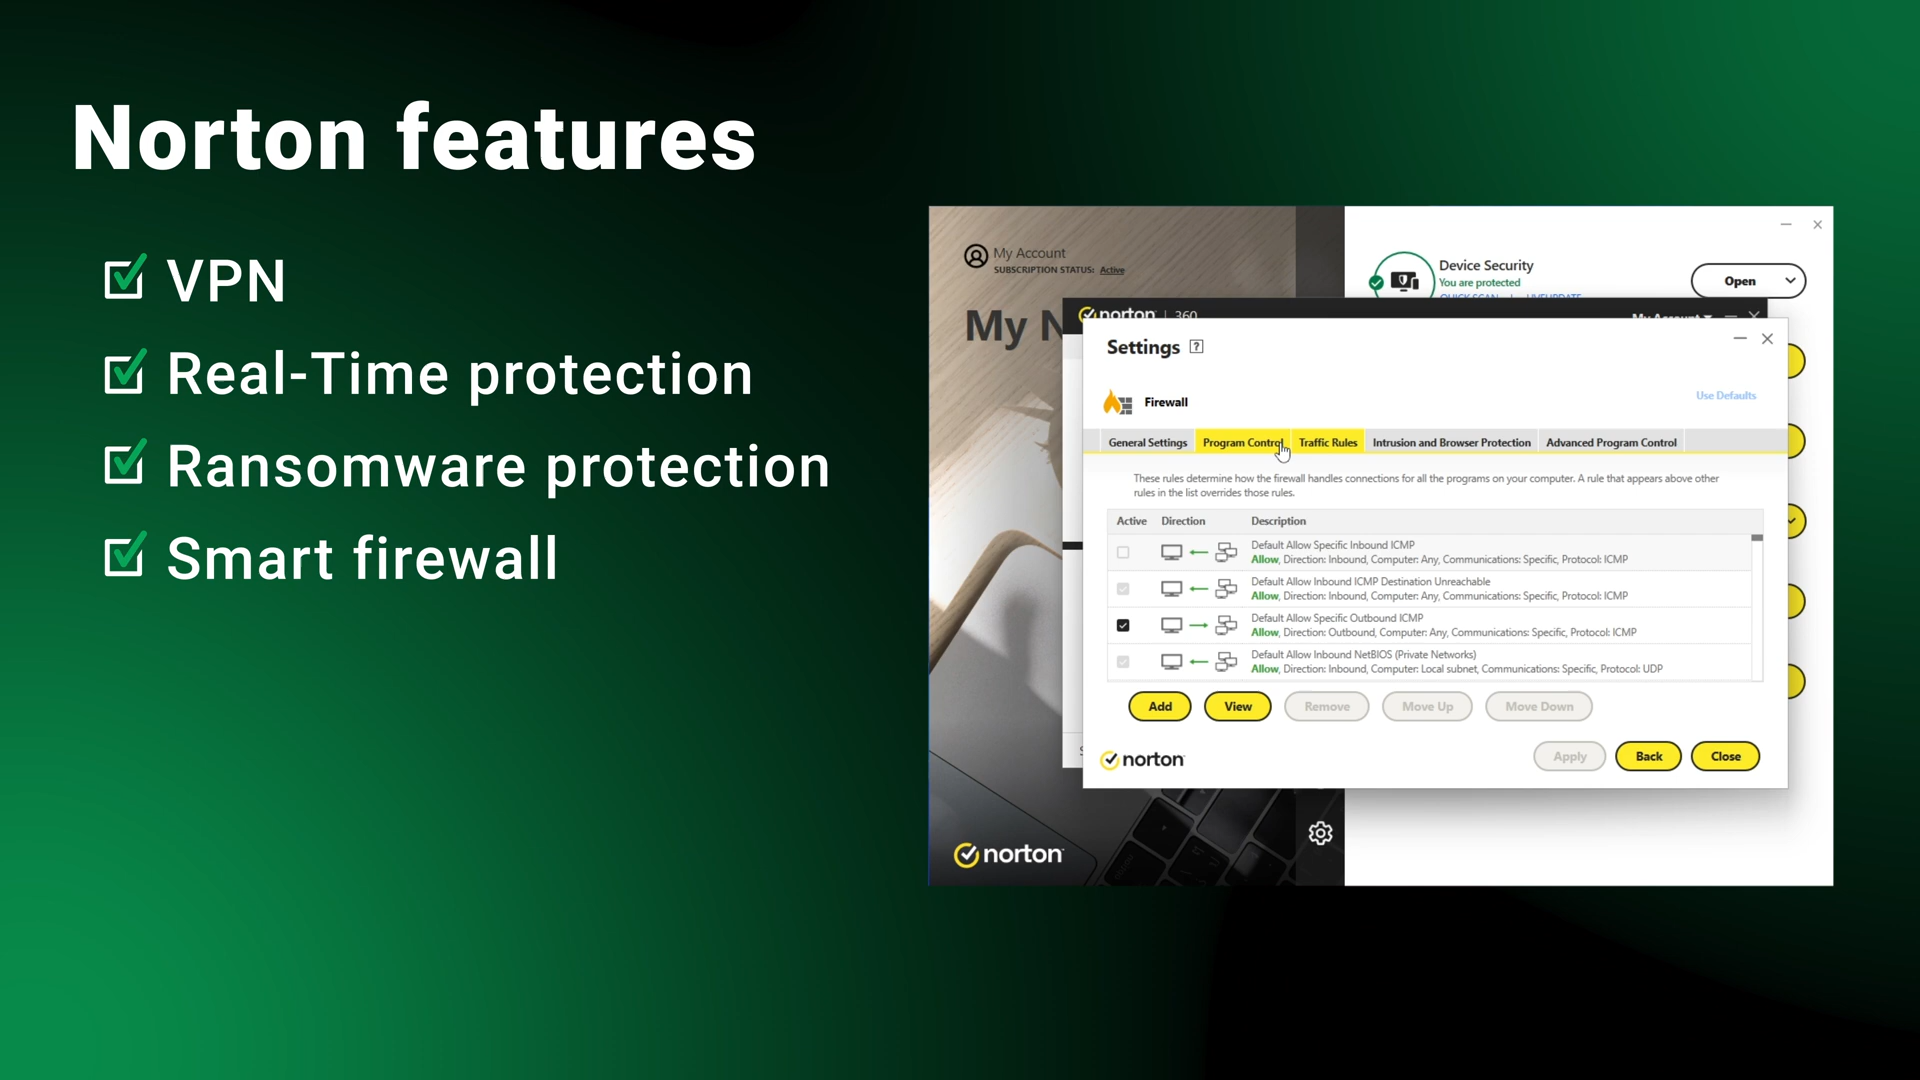 Norton features
VPN
Real-Time protection
Ransomware protection
Smart firewall
My Account
SUBSCRIPTION STATUS: Active
My N
Device Security
You are protected
QUICK SCAN | LIVEUPDATE
Open
norton | 360
My Account
Settings ?
Firewall
Use Defaults
General Settings Program Control Traffic Rules Intrusion and Browser Protection Advanced Program Control
These rules determine how the firewall handles connections for all the programs on your computer. A rule that appears above other
rules in the list overrides those rules.
Active Direction Description
Default Allow Specific Inbound ICMP
Allow, Direction: Inbound, Computer: Any, Communications: Specific, Protocol: ICMP
Default Allow Inbound ICMP Destination Unreachable
Allow, Direction: Inbound, Computer: Any, Communications: Specific, Protocol: ICMP
Default Allow Specific Outbound ICMP
Allow, Direction: Outbound, Computer: Any, Communications: Specific, Protocol: ICMP
Default Allow Inbound NetBIOS (Private Networks)
Allow, Direction: Inbound, Computer: Local subnet, Communications: Specific, Protocol: UDP
Add View Remove Move Up Move Down
norton
Apply Back Close
norton